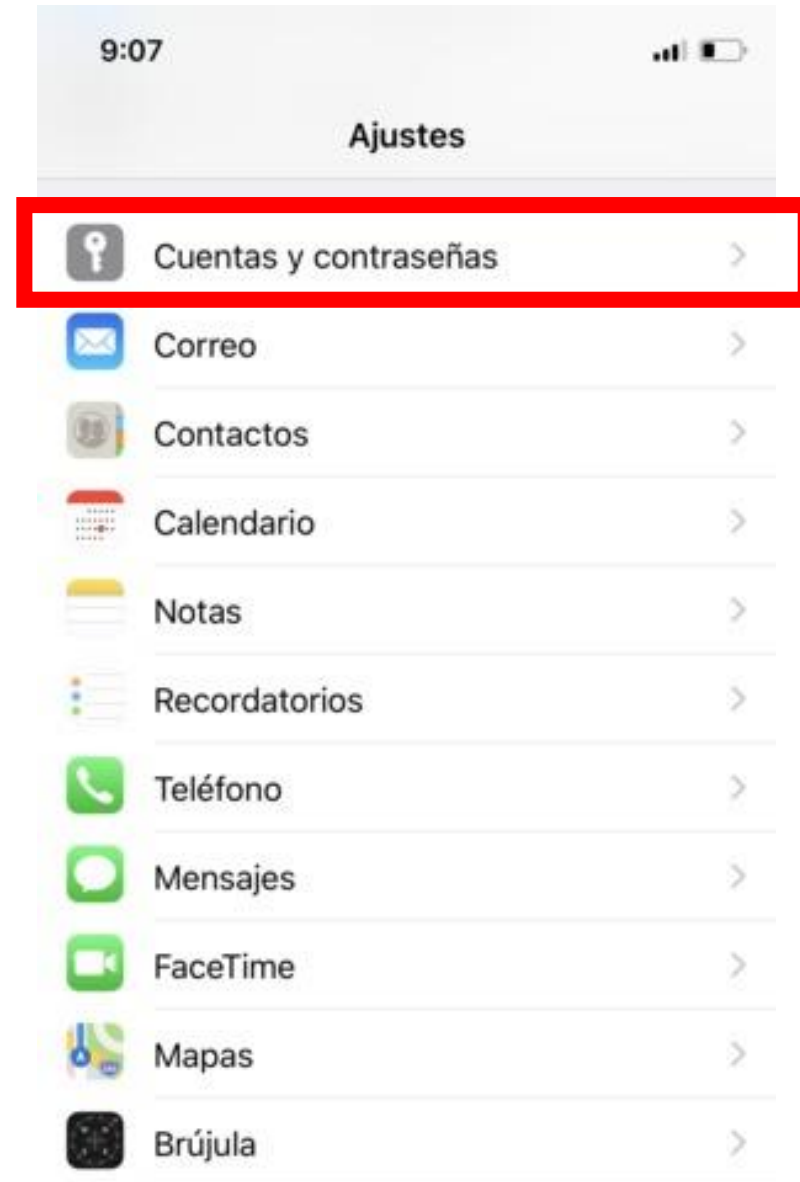 9:07
Ajustes
Cuentas y contraseñas
Correo
Contactos
Calendario
Notas
Recordatorios
Teléfono
Mensajes
FaceTime
Mapas
Brújula